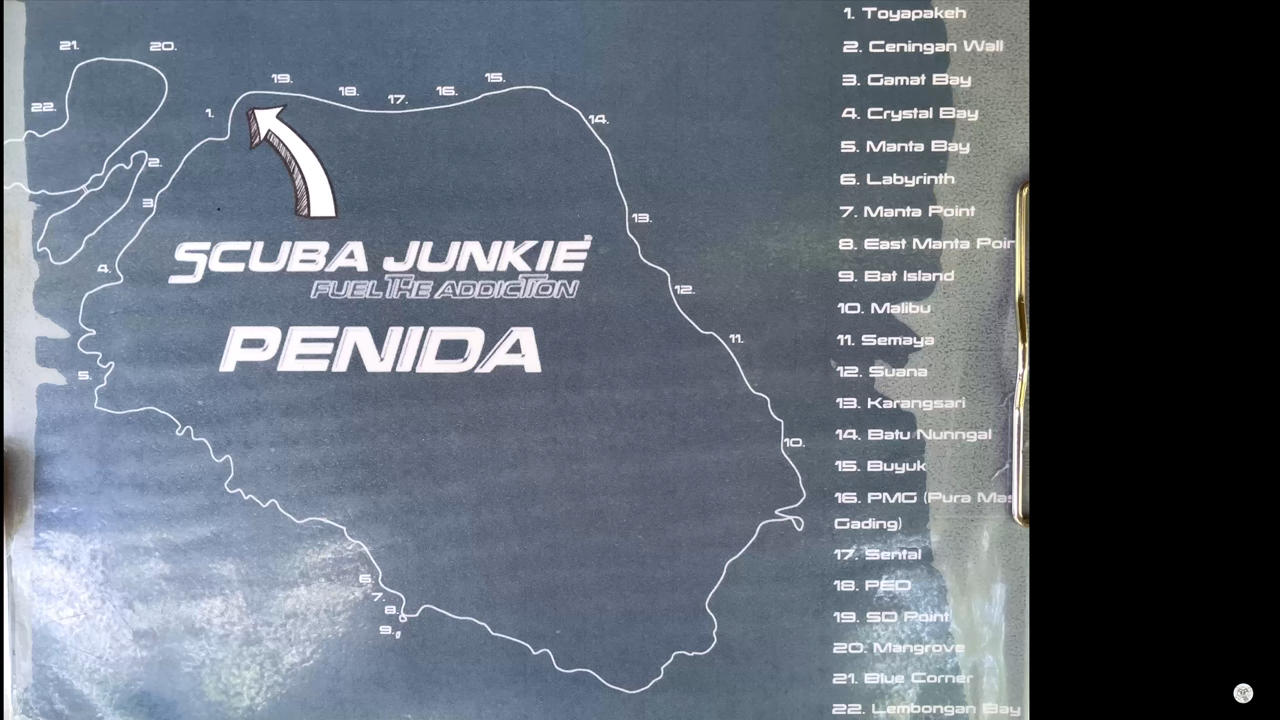 21.
20.
22.
19.
18.
17.
16.
15.
1.
14.
2.
3.
13.
4.
12.
11.
5.
10.
6.
7.
8.
9.
SCUBA JUNKIE
FUEL THE ADDICTION
PENIDA
1. Toyapakeh
2. Ceningan Wall
3. Gamat Bay
4. Crystal Bay
5. Manta Bay
6. Labyrinth
7. Manta Point
8. East Manta Poin
9. Bat Island
10. Malibu
11. Semaya
12. Suana
13. Karangsari
14. Batu Nunngal
15. Buyuk
16. PMG (Pura Mas
Gading)
17. Sental
18. PED
19. SD Point
20. Mangrove
21. Blue Corner
22. Lembongan Bay